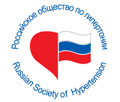 Российское общество по гипертонии
Russian Society of Hypertension